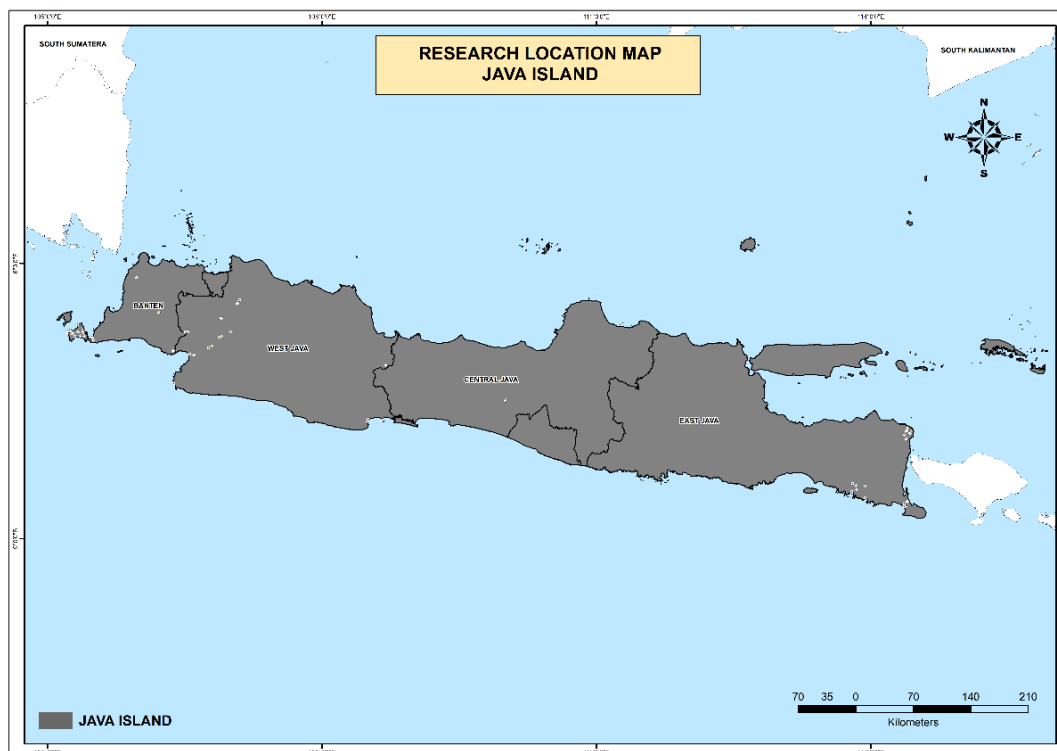 SOUTH SUMATERA
RESEARCH LOCATION MAP
JAVA ISLAND
SOUTH KALIMANTAN
N
W E
S
BANTEN
WEST JAVA
CENTRAL JAVA
EAST JAVA
JAVA ISLAND
70 35 0 70 140 210
Kilometers